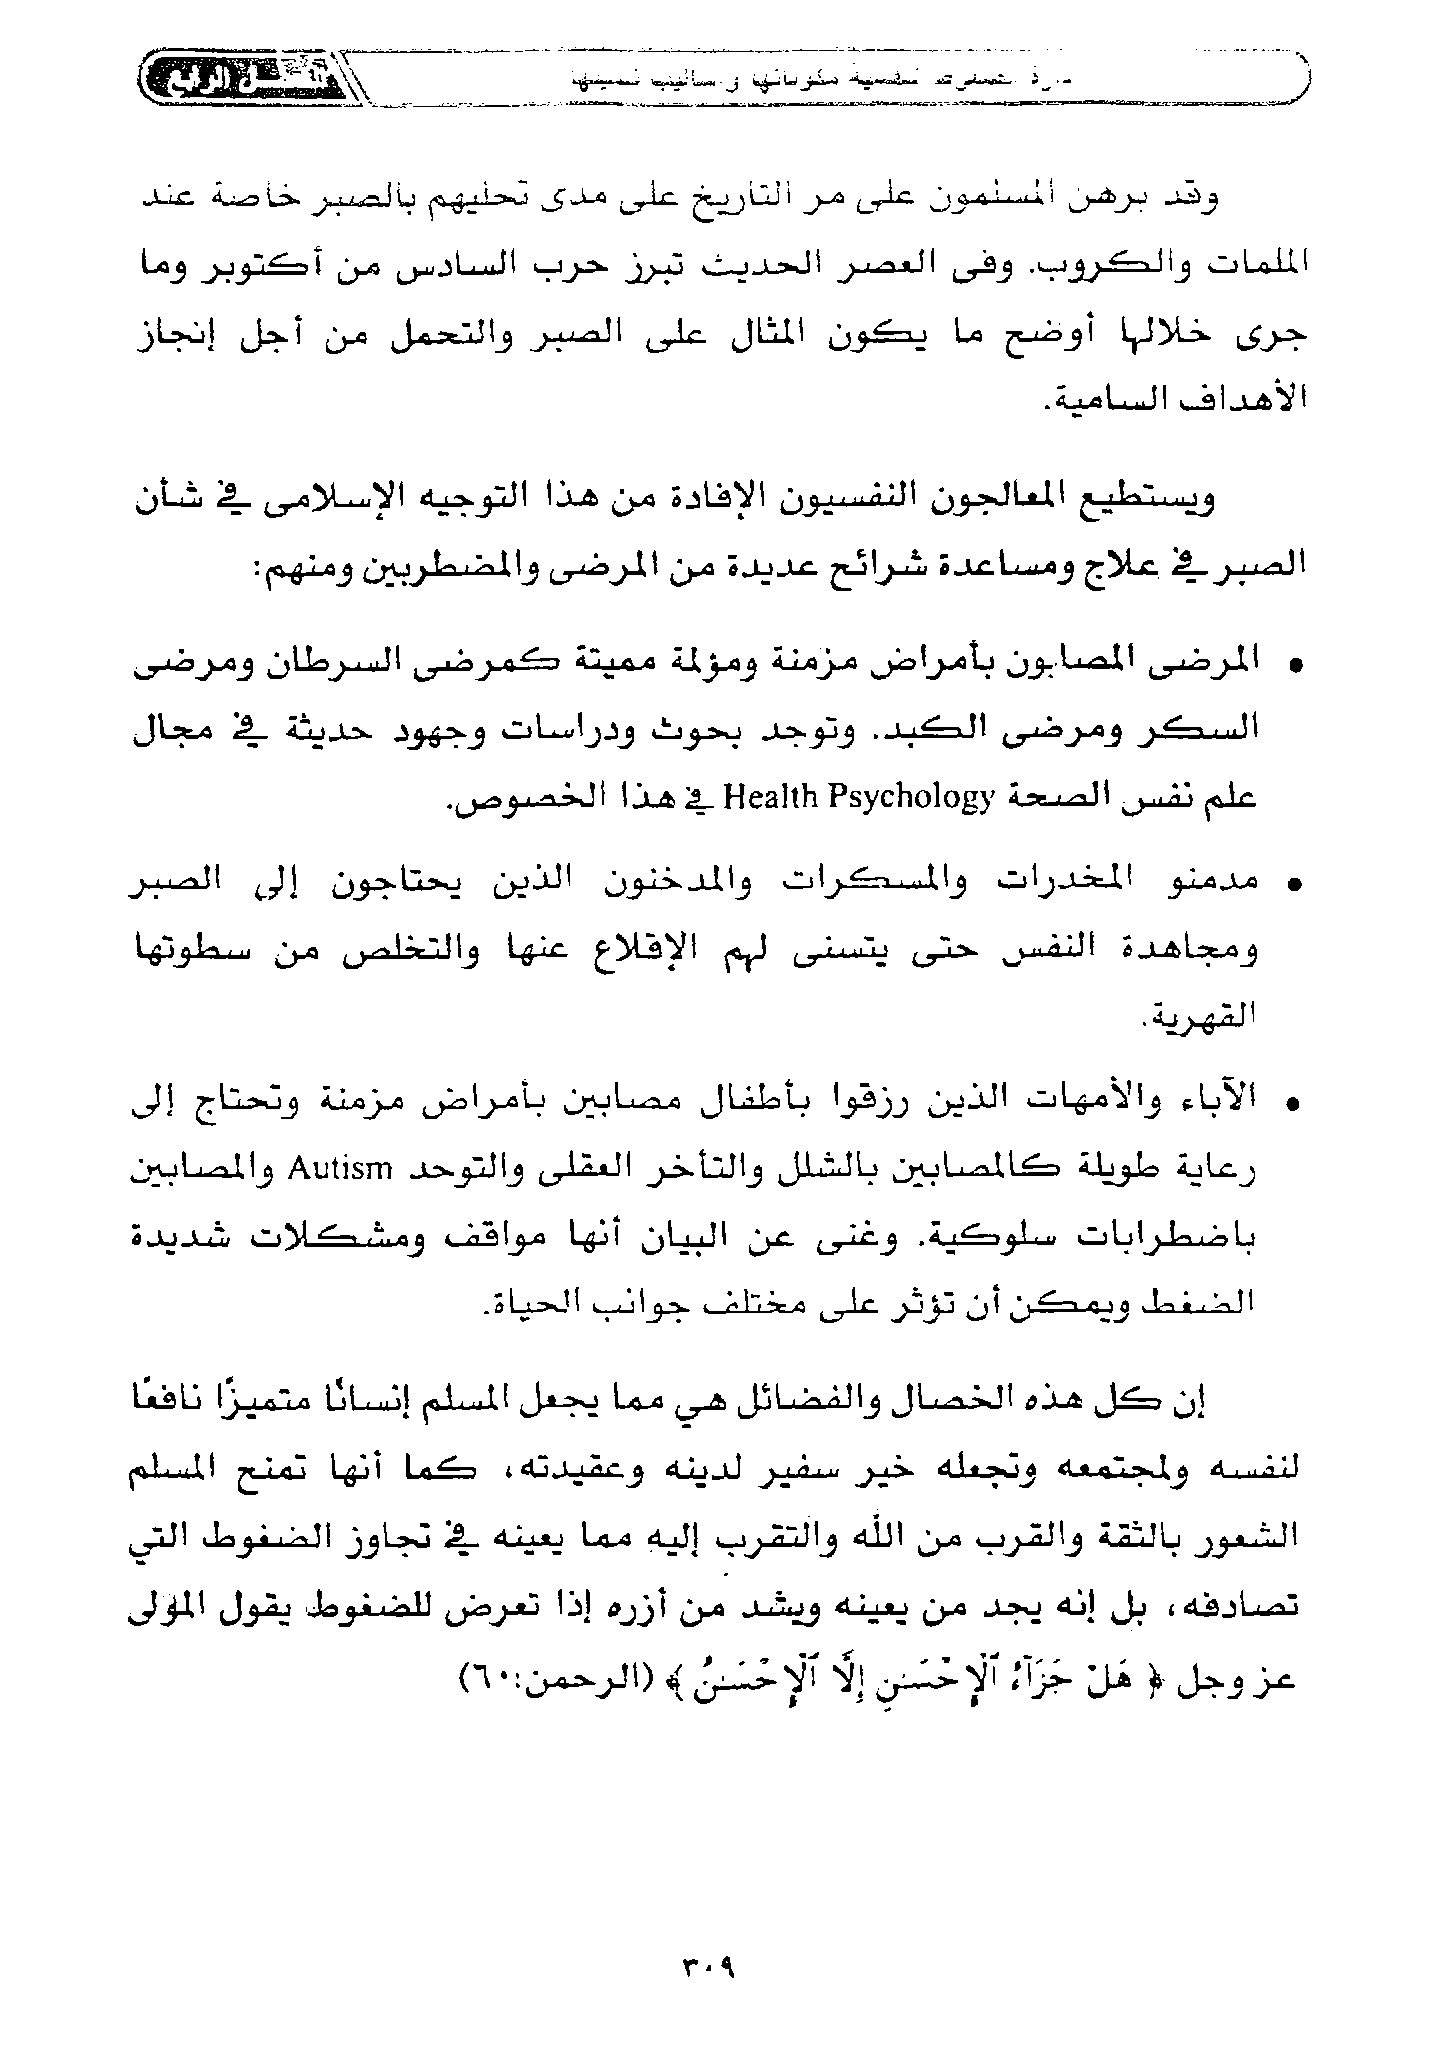 الفصل الرابع
وقد برهن المسلمون على مر التاريخ على مدى تحليهم بالصبر خاصة عند
الملمات والكروب. وفى العصر الحديث تبرز حرب السادس من أكتوبر وما
جرى خلالها أوضح ما يكون المثال على الصبر والتحمل من أجل إنجاز
الأهداف السامية.
ويستطيع المعالجون النفسيون الإفادة من هذا التوجيه الإسلامى فى شأن
الصبر فى علاج ومساعدة شرائح عديدة من المرضى والمضطربين ومنهم:
• المرضى المصابون بأمراض مزمنة ومؤلمة مميتة كمرضى السرطان ومرضى
السكر ومرضى الكبد. وتوجد بحوث ودراسات وجهود حديثة فى مجال
علم نفس الصحة Health Psychology فى هذا الخصوص.
• مدمنو المخدرات والمسكرات والمدخنون الذين يحتاجون إلى الصبر
ومجاهدة النفس حتى يتسنى لهم الإقلاع عنها والتخلص من سطوتها
القهرية.
• الآباء والأمهات الذين رزقوا بأطفال مصابين بأمراض مزمنة وتحتاج إلى
رعاية طويلة كالمصابين بالشلل والتأخر العقلى والتوحد Autism والمصابين
باضطرابات سلوكية. وغنى عن البيان أنها مواقف ومشكلات شديدة
الضغط ويمكن أن تؤثر على مختلف جوانب الحياة.
إن كل هذه الخصال والفضائل هي مما يجعل المسلم إنسانًا متميزًا نافعًا
لنفسه ولمجتمعه وتجعله خير سفير لدينه وعقيدته، كما أنها تمنح المسلم
الشعور بالثقة والقرب من الله والتقرب إليه مما يعينه فى تجاوز الضغوط التي
تصادفه، بل إنه يجد من يعينه ويشد من أزره إذا تعرض للضغوط يقول المولى
عز وجل ﴿ هَلْ جَزَآءُ ٱلْإِحْسَٰنِ إِلَّا ٱلْإِحْسَٰنُ ﴾ (الرحمن:٦٠)
٣٠٩